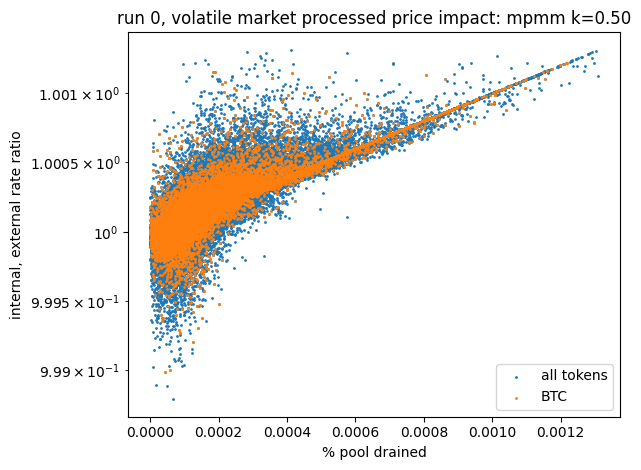 run 0, volatile market processed price impact: mpmm k=0.50
internal, external rate ratio
1.001 × 10⁰
1.0005 × 10⁰
10⁰
9.995 × 10⁻¹
9.99 × 10⁻¹
all tokens
BTC
0.0000 0.0002 0.0004 0.0006 0.0008 0.0010 0.0012
% pool drained